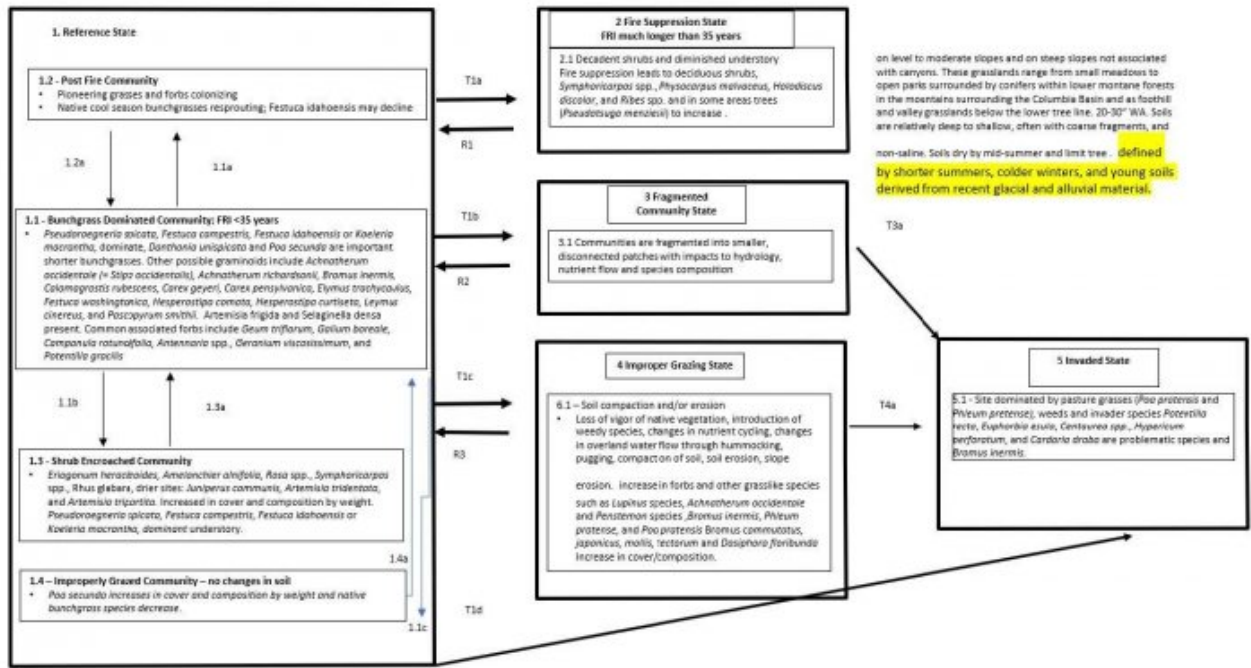 1. Reference State
1.2 - Post Fire Community
• Pioneering grasses and forbs colonizing
• Native cool season bunchgrasses resprouting; Festuca idahoensis may decline
1.2a
1.1a
1.1 - Bunchgrass Dominated Community; FRI <35 years
• Pseudoroegneria spicata, Festuca campestris, Festuca idahoensis or Koeleria
macrantha, dominate, Danthonia unispicata and Poa secunda are important
shorter bunchgrasses. Other possible graminoids include Achnatherum
occidentale (= Stipa occidentalis), Achnatherum richardsonii, Bromus inermis,
Calamagrostis rubescens, Carex geyeri, Carex pensylvanica, Elymus trachycaulus,
Festuca washingtonica, Hesperostipa comata, Hesperostipa curtiseta, Leymus
cinereus, and Pascopyrum smithii. Artemisia frigida and Selaginella densa
present. Common associated forbs include Geum triflorum, Galium boreale,
Campanula rotundifolia, Antennaria spp., Geranium viscosissimum, and
Potentilla gracilis
1.1b
1.3a
1.3 - Shrub Encroached Community
• Eriogonum heracleoides, Amelanchier alnifolia, Rosa spp., Symphoricarpos
spp., Rhus glabara, drier sites: Juniperus communis, Artemisia tridentata,
and Artemisia tripartita. Increased in cover and composition by weight.
Pseudoroegneria spicata, Festuca campestris, Festuca idahoensis or
Koeleria macrantha, dominant understory.
1.4a
1.4 – Improperly Grazed Community – no changes in soil
• Poa secunda increases in cover and composition by weight and native
bunchgrass species decrease.
1.1c
T1a
R1
T1b
R2
T1c
R3
T1d
2 Fire Suppression State
FRI much longer than 35 years
2.1 Decadent shrubs and diminished understory
Fire suppression leads to deciduous shrubs,
Symphoricarpos spp., Physocarpus malvaceus, Holodiscus
discolor, and Ribes spp. and in some areas trees
(Pseudotsuga menziesii) to increase .
3 Fragmented
Community State
3.1 Communities are fragmented into smaller,
disconnected patches with impacts to hydrology,
nutrient flow and species composition
4 Improper Grazing State
6.1 – Soil compaction and/or erosion
• Loss of vigor of native vegetation, introduction of
weedy species, changes in nutrient cycling, changes
in overland water flow through hummocking,
pugging, compaction of soil, soil erosion, slope
erosion. increase in forbs and other grasslike species
such as Lupinus species, Achnatherum occidentale
and Penstemon species ,Bromus inermis, Phleum
pratense, and Poa pratensis Bromus commutatus,
japonicus, mollis, tectorum and Dasiphora floribunda
Increase in cover/composition.
on level to moderate slopes and on steep slopes not associated
with canyons. These grasslands range from small meadows to
open parks surrounded by conifers within lower montane forests
in the mountains surrounding the Columbia Basin and as foothill
and valley grasslands below the lower tree line. 20-30" WA. Soils
are relatively deep to shallow, often with coarse fragments, and
non-saline. Soils dry by mid-summer and limit tree . defined
by shorter summers, colder winters, and young soils
derived from recent glacial and alluvial material.
T3a
T4a
5 Invaded State
5.1 - Site dominated by pasture grasses (Poa pratensis and
Phleum pretense), weeds and invader species Potentilla
recta, Euphorbia esula, Centaurea spp., Hypericum
perforatum, and Cardaria draba are problematic species and
Bromus inermis.